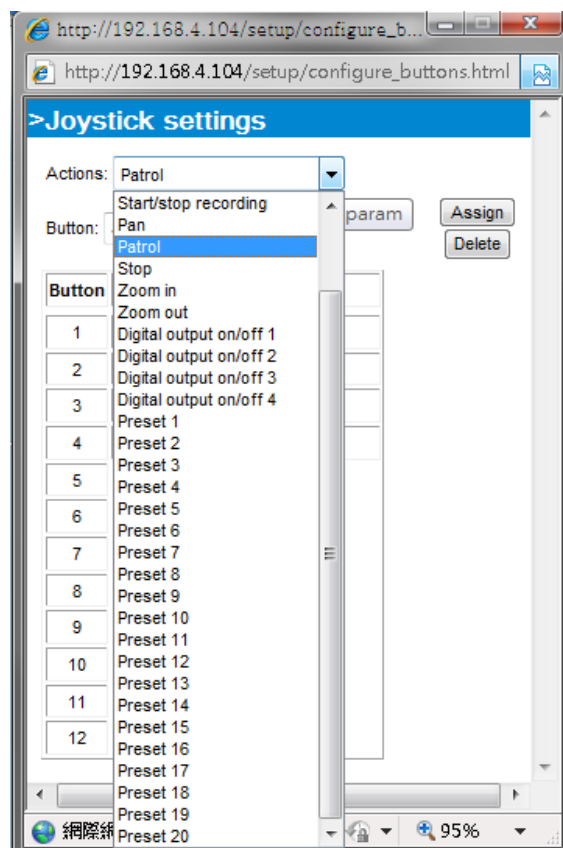 http://192.168.4.104/setup/configure_b...
http://192.168.4.104/setup/configure_buttons.html
>Joystick settings
Actions: Patrol
Button:
param
Assign
Delete
Start/stop recording
Pan
Patrol
Stop
Zoom in
Zoom out
Digital output on/off 1
Digital output on/off 2
Digital output on/off 3
Digital output on/off 4
Preset 1
Preset 2
Preset 3
Preset 4
Preset 5
Preset 6
Preset 7
Preset 8
Preset 9
Preset 10
Preset 11
Preset 12
Preset 13
Preset 14
Preset 15
Preset 16
Preset 17
Preset 18
Preset 19
Preset 20
Button
1
2
3
4
5
6
7
8
9
10
11
12
網際
95%